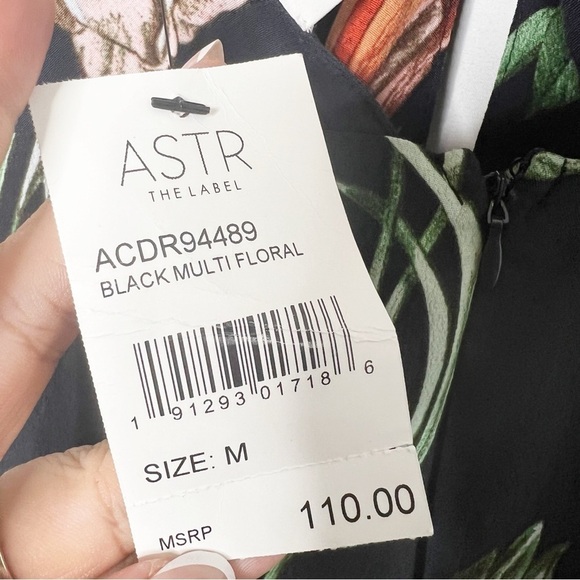 ASTR
THE LABEL
ACDR94489
BLACK MULTI FLORAL
1 91293 01718 6
SIZE: M
MSRP 110.00